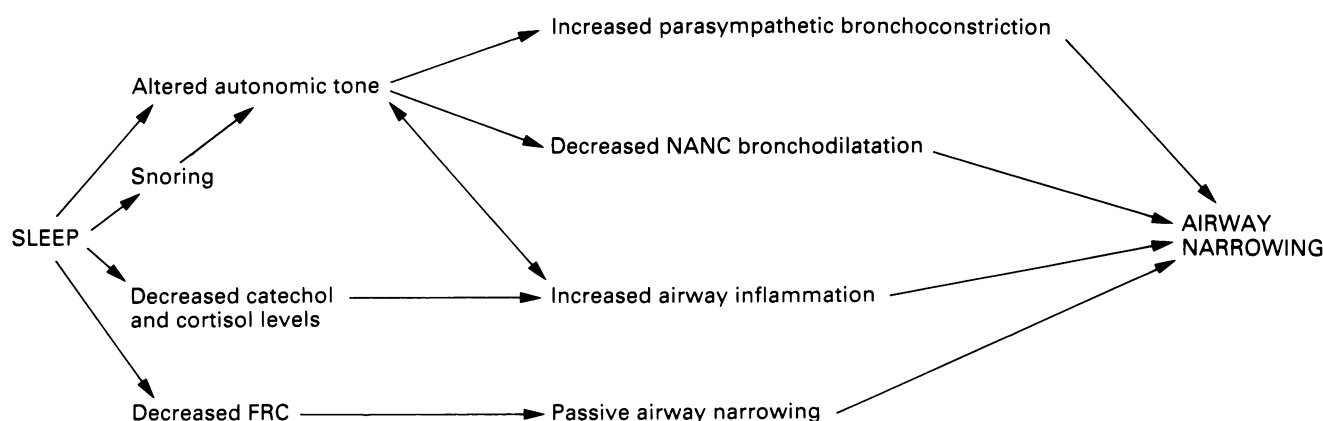 Increased parasympathetic bronchoconstriction
Altered autonomic tone
Decreased NANC bronchodilatation
Snoring
SLEEP
AIRWAY
NARROWING
Decreased catechol
and cortisol levels
Increased airway inflammation
Decreased FRC
Passive airway narrowing